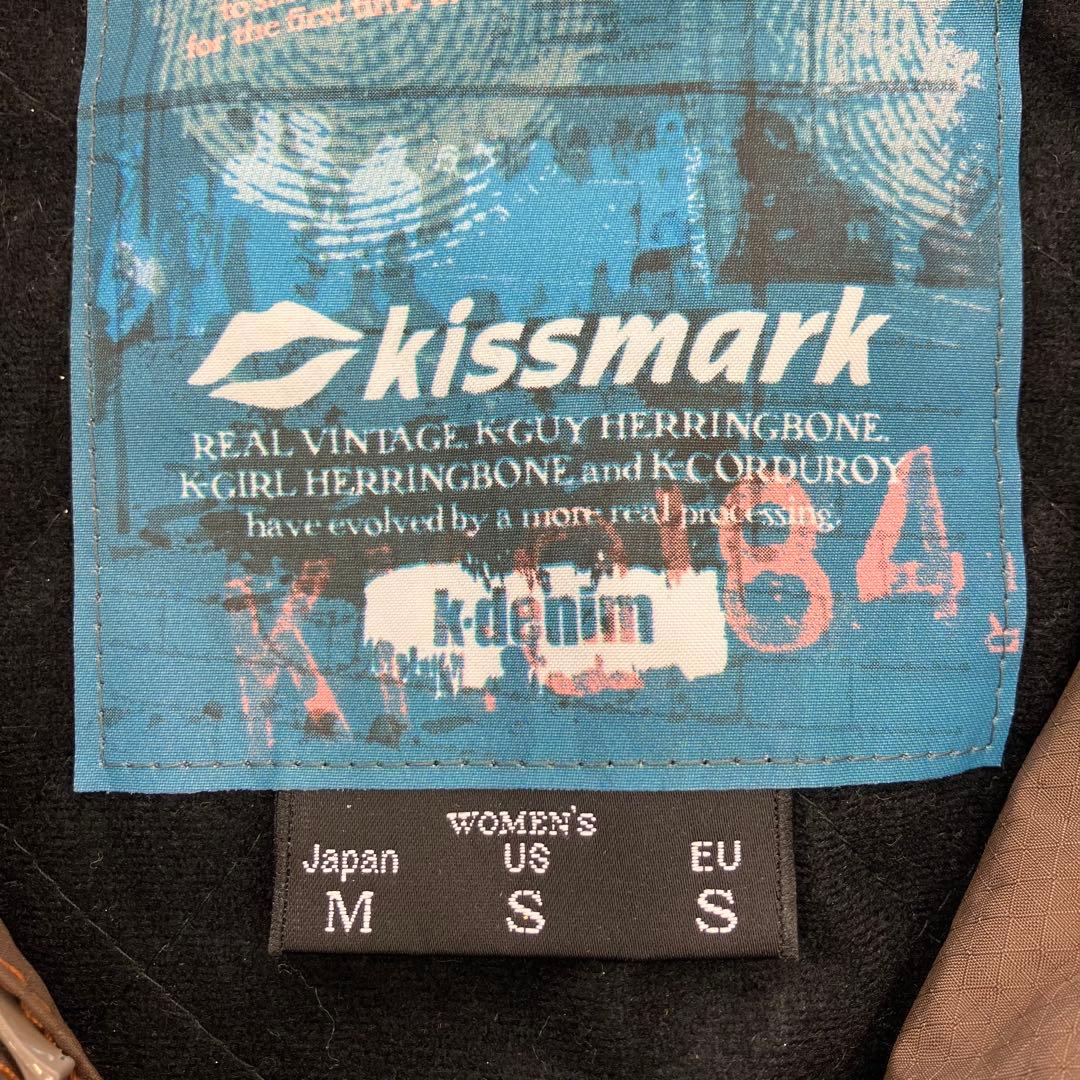 for the first time
kissmark
REAL VINTAGE, K-GUY HERRINGBONE.
K-GIRL HERRINGBONE and K-CORDUROY
have evolved by a more real processing.
184
k-denim
WOMEN'S
Japan US EU
M S S